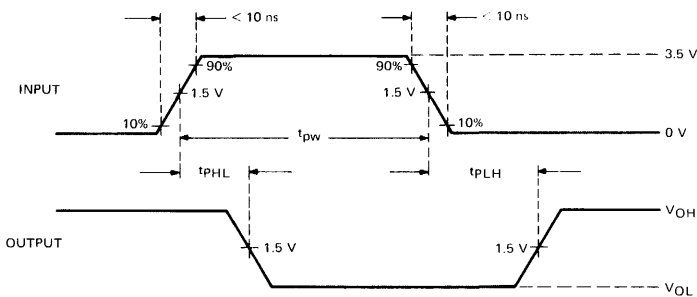 < 10 ns
< 10 ns
90%
90%
3.5 V
INPUT
1.5 V
1.5 V
10%
10%
0 V
tpw
tPHL
tPLH
VOH
OUTPUT
1.5 V
1.5 V
VOL